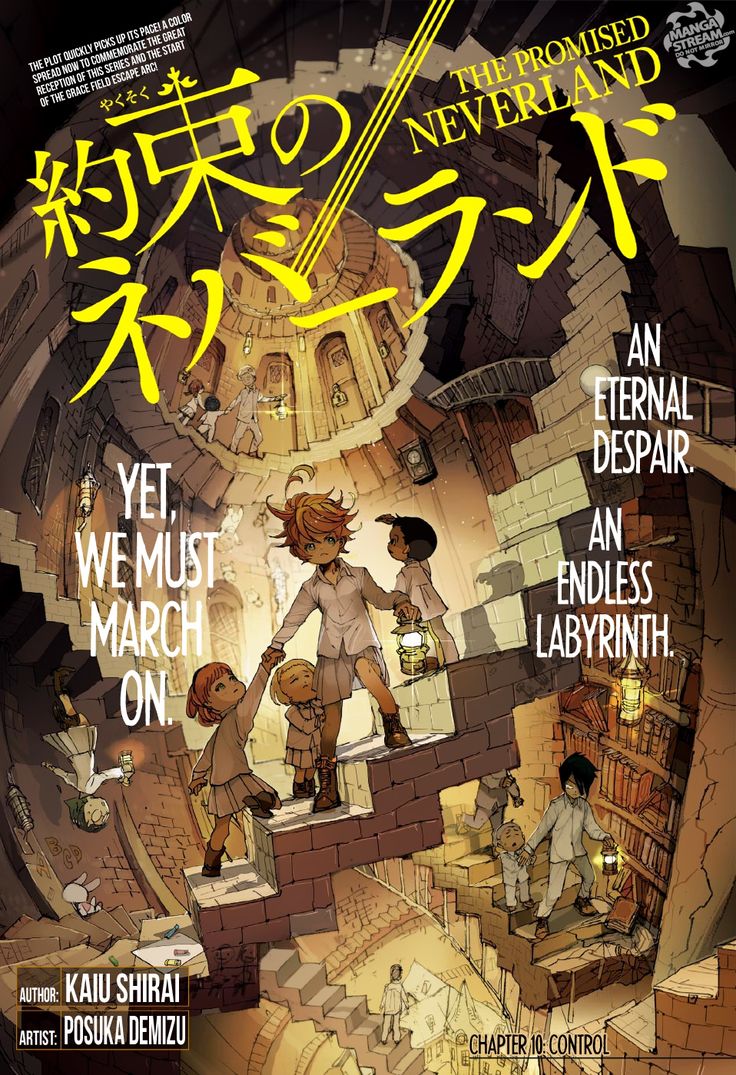 THE PLOT QUICKLY PICKS UP ITS PACE! A COLOR
SPREAD NOW TO COMMEMORATE THE GREAT
RECEPTION OF THIS SERIES AND THE START
OF THE GRACE FIELD ESCAPE ARC!
MANGA
STREAM.com
DO NOT MIRROR
THE PROMISED
NEVERLAND
やくそく
約束の
ネバーランド
AN
ETERNAL
DESPAIR.
AN
ENDLESS
LABYRINTH.
YET,
WE MUST
MARCH
ON.
A B C D
AUTHOR: KAIU SHIRAI
ARTIST: POSUKA DEMIZU
CHAPTER 10: CONTROL